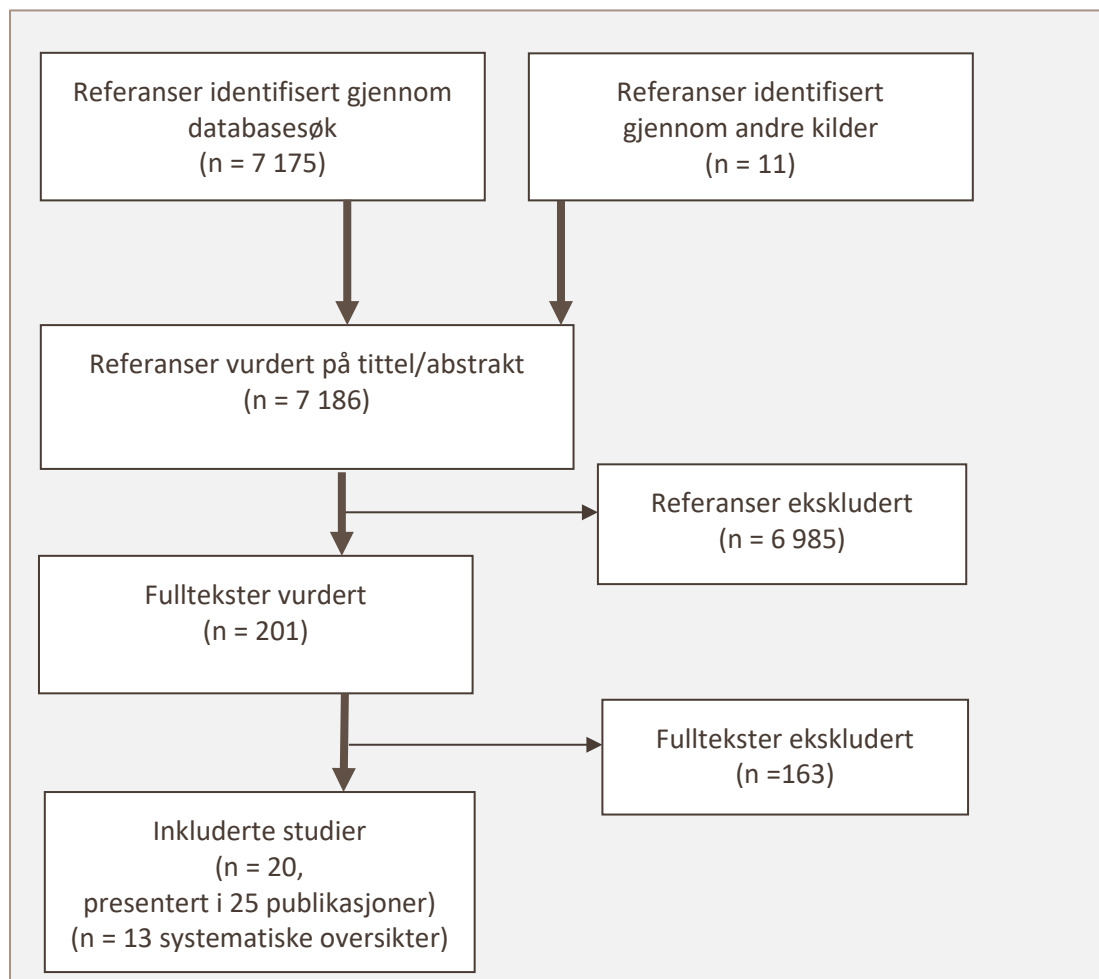 Referanser identifisert gjennom
databasesøk
(n = 7 175)
Referanser identifisert
gjennom andre kilder
(n = 11)
Referanser vurdert på tittel/abstrakt
(n = 7 186)
Referanser ekskludert
(n = 6 985)
Fulltekster vurdert
(n = 201)
Fulltekster ekskludert
(n =163)
Inkluderte studier
(n = 20,
presentert i 25 publikasjoner)
(n = 13 systematiske oversikter)